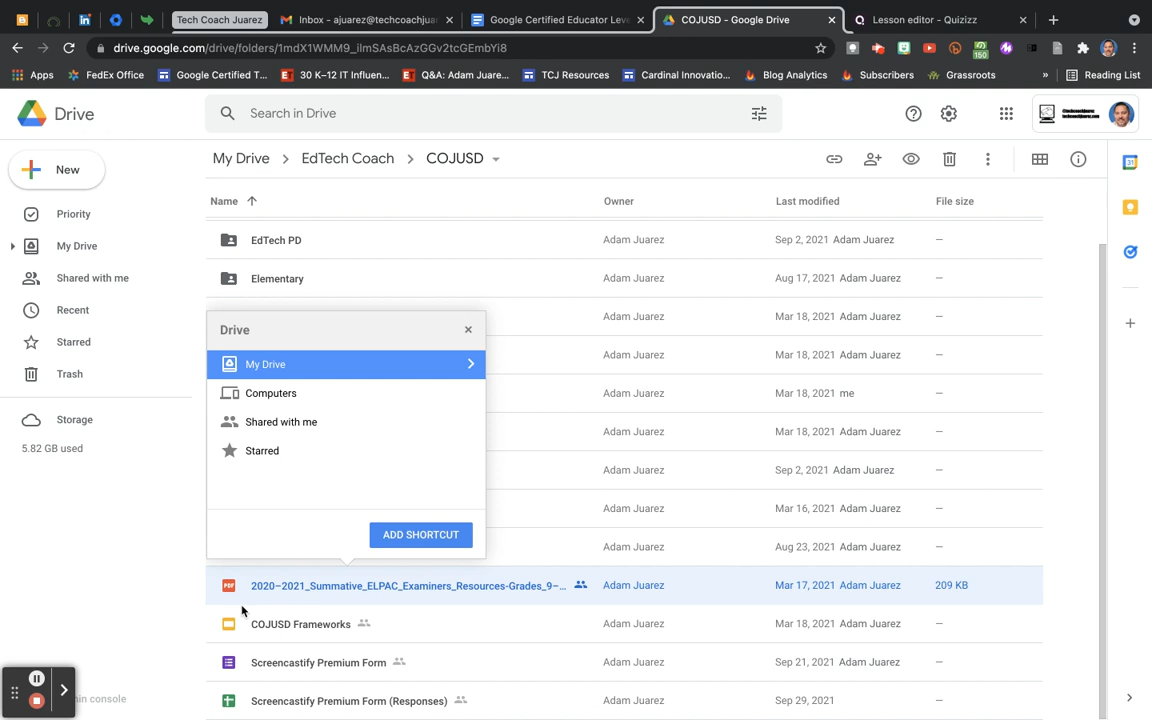 Tech Coach Juarez
Inbox - ajuarez@techcoachjuar
Google Certified Educator Leve
COJUSD - Google Drive
Lesson editor - Quizizz
drive.google.com/drive/folders/1mdX1WMM9_ilmSAsBcAzGGv2tcGEmbYi8
150
Apps
FedEx Office
Google Certified T...
30 K–12 IT Influen...
Q&A: Adam Juare...
TCJ Resources
Cardinal Innovatio...
Blog Analytics
Subscribers
Grassroots
»
Reading List
Drive
Search in Drive
New
My Drive > EdTech Coach > COJUSD
Priority
My Drive
Shared with me
Recent
Starred
Trash
Storage
5.82 GB used
Name
Owner
Last modified
File size
EdTech PD
Adam Juarez
Sep 2, 2021 Adam Juarez
—
Elementary
Adam Juarez
Aug 17, 2021 Adam Juarez
—
Adam Juarez
Mar 18, 2021 Adam Juarez
—
Adam Juarez
Mar 18, 2021 Adam Juarez
—
Adam Juarez
Mar 18, 2021 me
—
Adam Juarez
Mar 18, 2021 Adam Juarez
—
Adam Juarez
Sep 2, 2021 Adam Juarez
—
Adam Juarez
Mar 16, 2021 Adam Juarez
—
Adam Juarez
Aug 23, 2021 Adam Juarez
—
Drive
My Drive
Computers
Shared with me
Starred
ADD SHORTCUT
PDF
2020–2021_Summative_ELPAC_Examiners_Resources-Grades_9–...
Adam Juarez
Mar 17, 2021 Adam Juarez
209 KB
COJUSD Frameworks
Adam Juarez
Mar 18, 2021 Adam Juarez
—
Screencastify Premium Form
Adam Juarez
Sep 21, 2021 Adam Juarez
—
Screencastify Premium Form (Responses)
Adam Juarez
Sep 29, 2021
—
in console